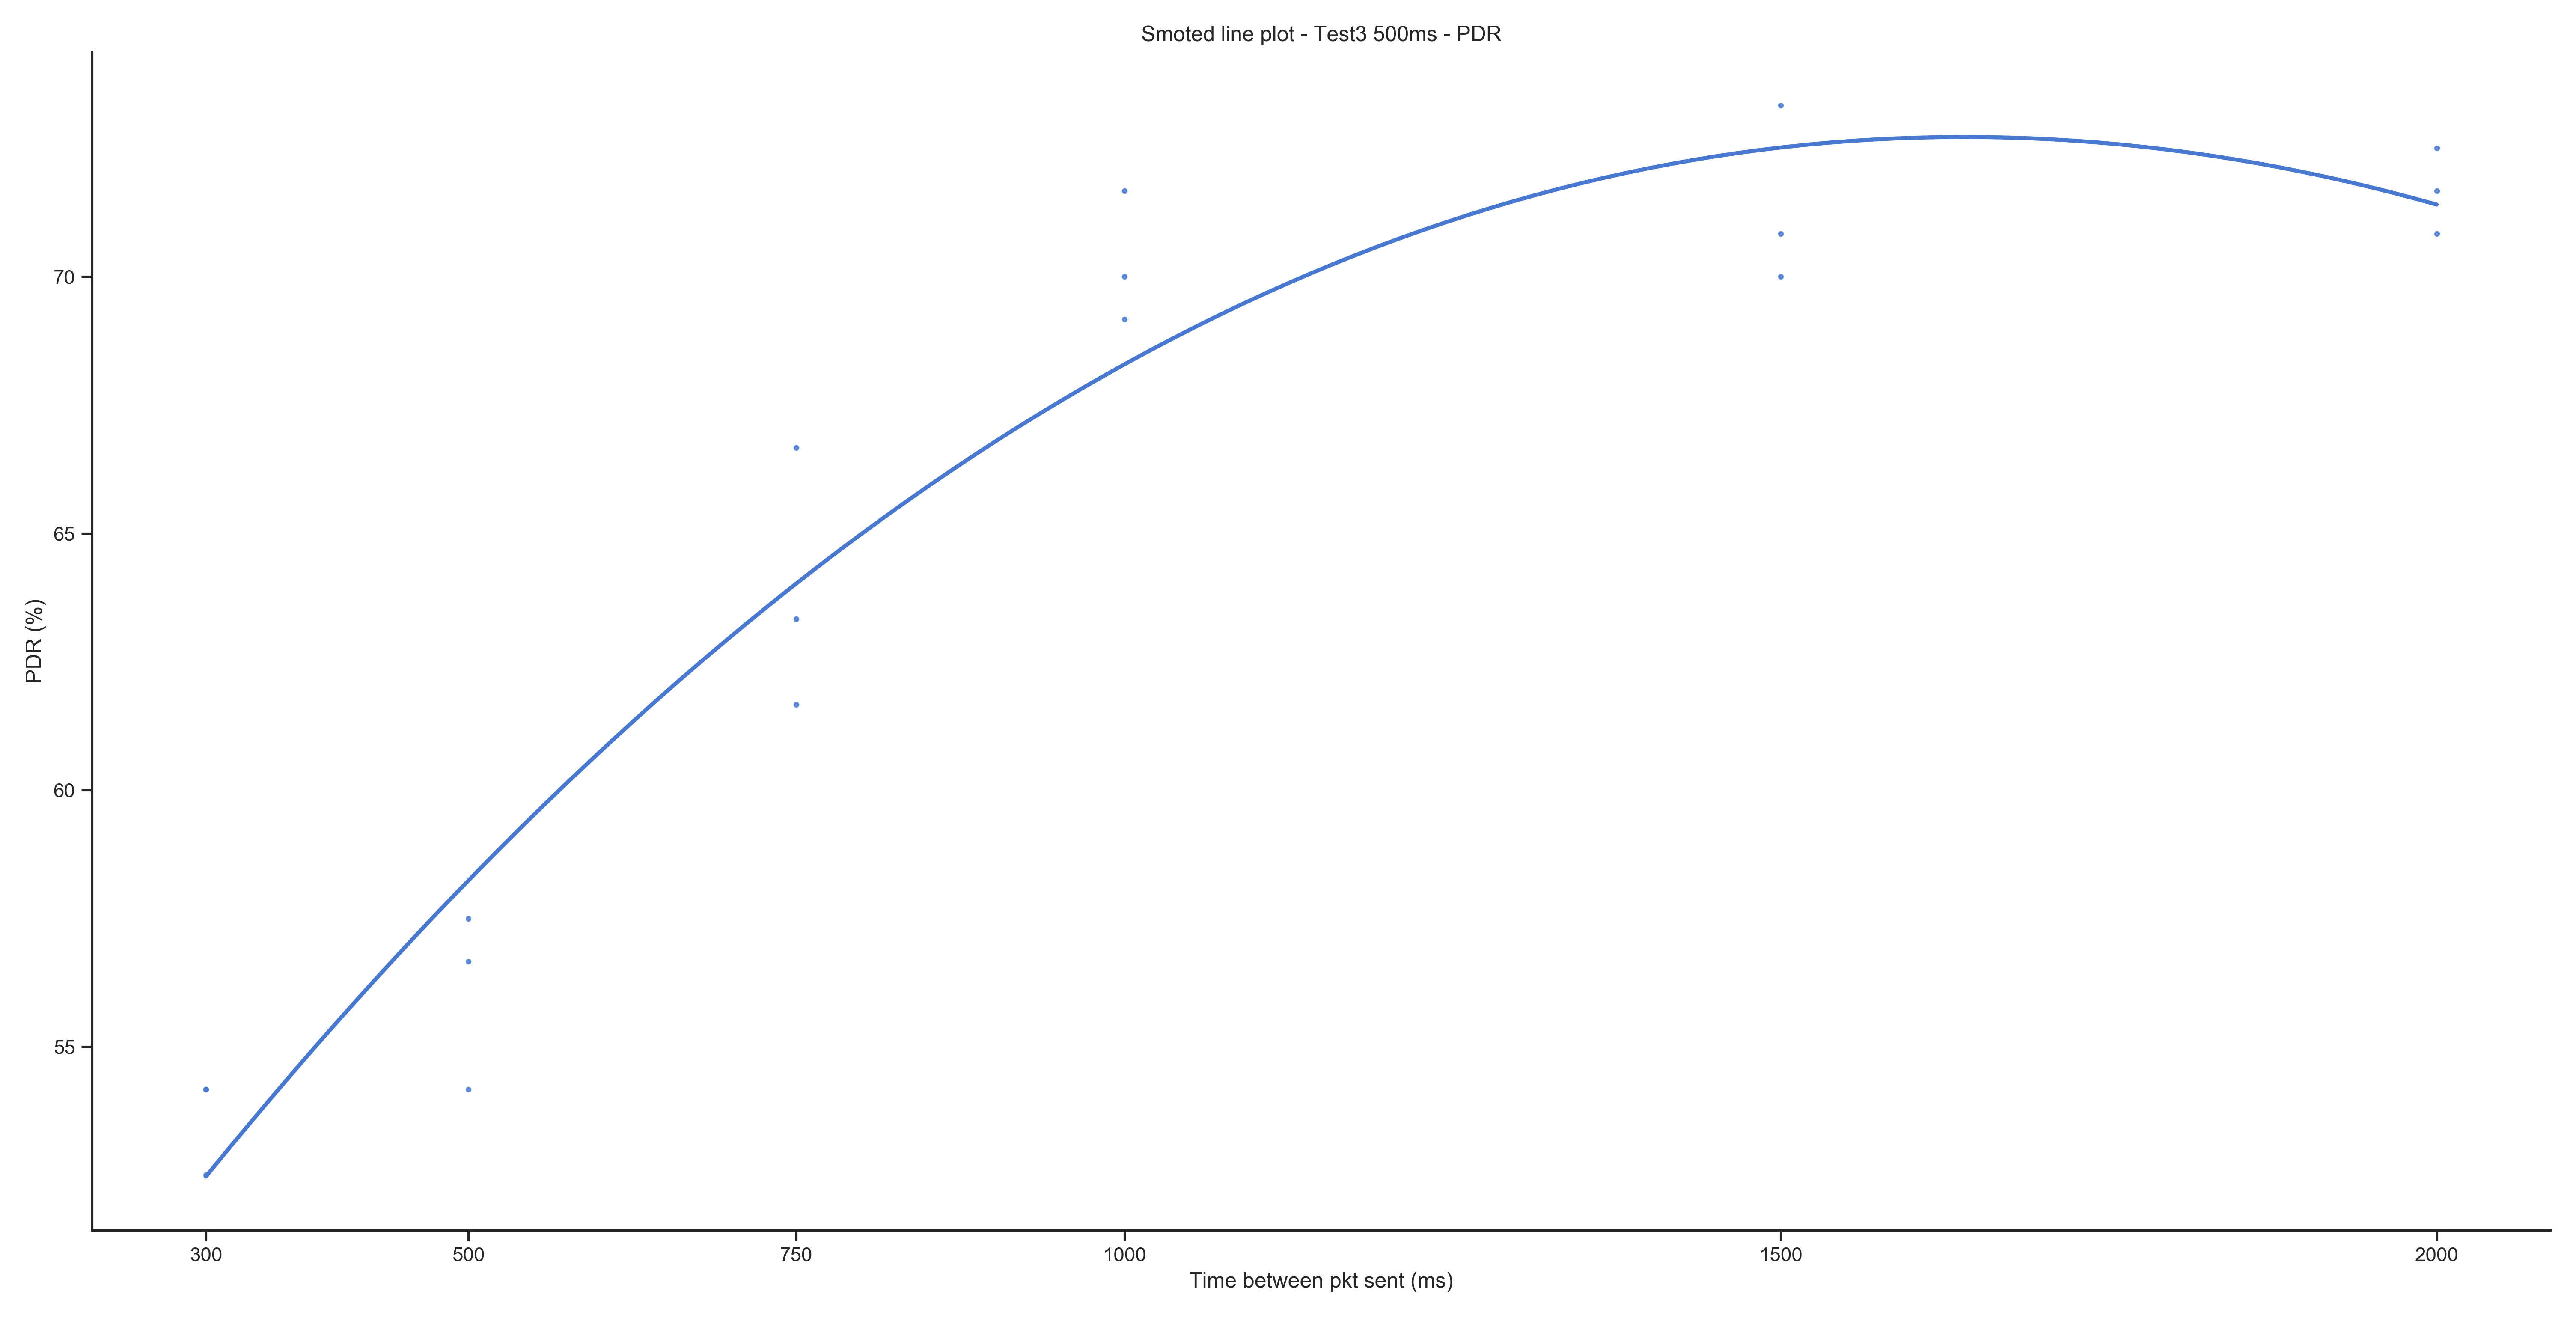 Smoted line plot - Test3 500ms - PDR
PDR (%)
70
65
60
55
300 500 750 1000 1500 2000
Time between pkt sent (ms)